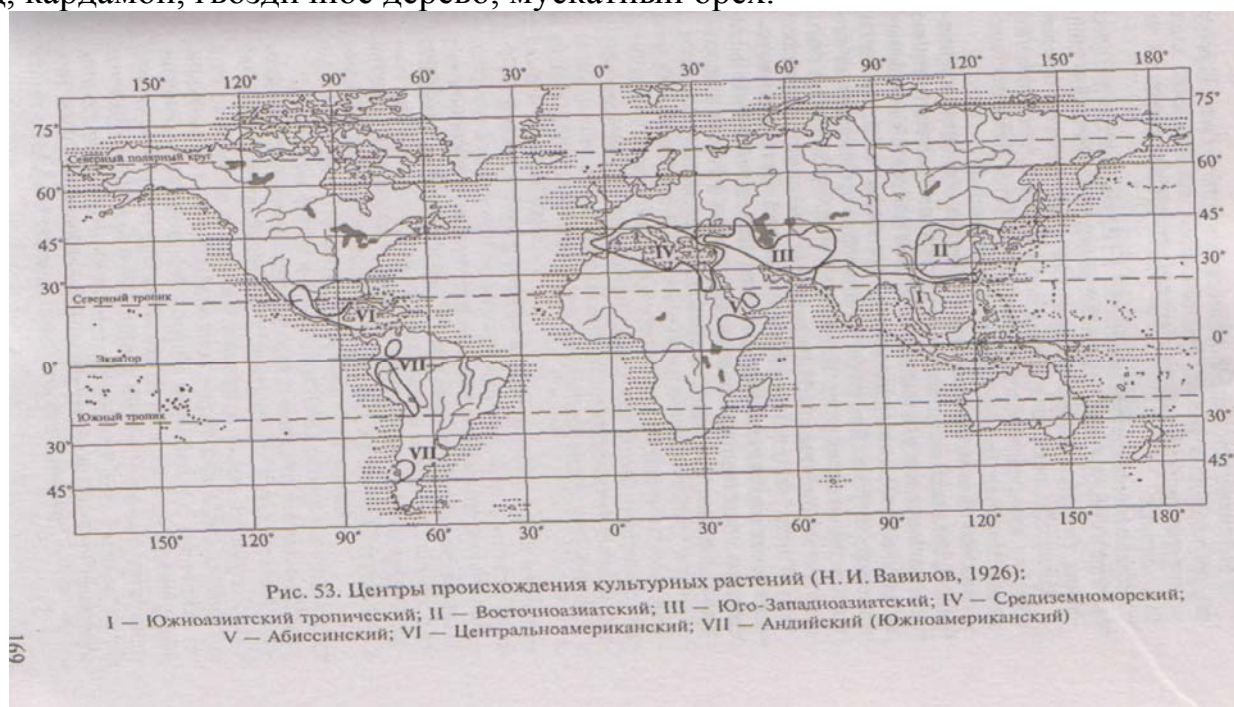 кардамон, гвоздичное дерево, мускатный орех.
150° 120° 90° 60° 30° 0° 30° 60° 90° 120° 150° 180°
75° 75°
Северный полярный круг
60° 60°
45° 45°
IV III II
30° 30°
Северный тропик
VI I
Экватор
0° 0°
VII
Южный тропик
30° 30°
VII
45° 45°
150° 120° 90° 60° 30° 0° 30° 60° 90° 120° 150° 180°
Рис. 53. Центры происхождения культурных растений (Н. И. Вавилов, 1926):
I — Южноазиатский тропический; II — Восточноазиатский; III — Юго-Западноазиатский; IV — Средиземноморский;
V — Абиссинский; VI — Центральноамериканский; VII — Андийский (Южноамериканский)
169